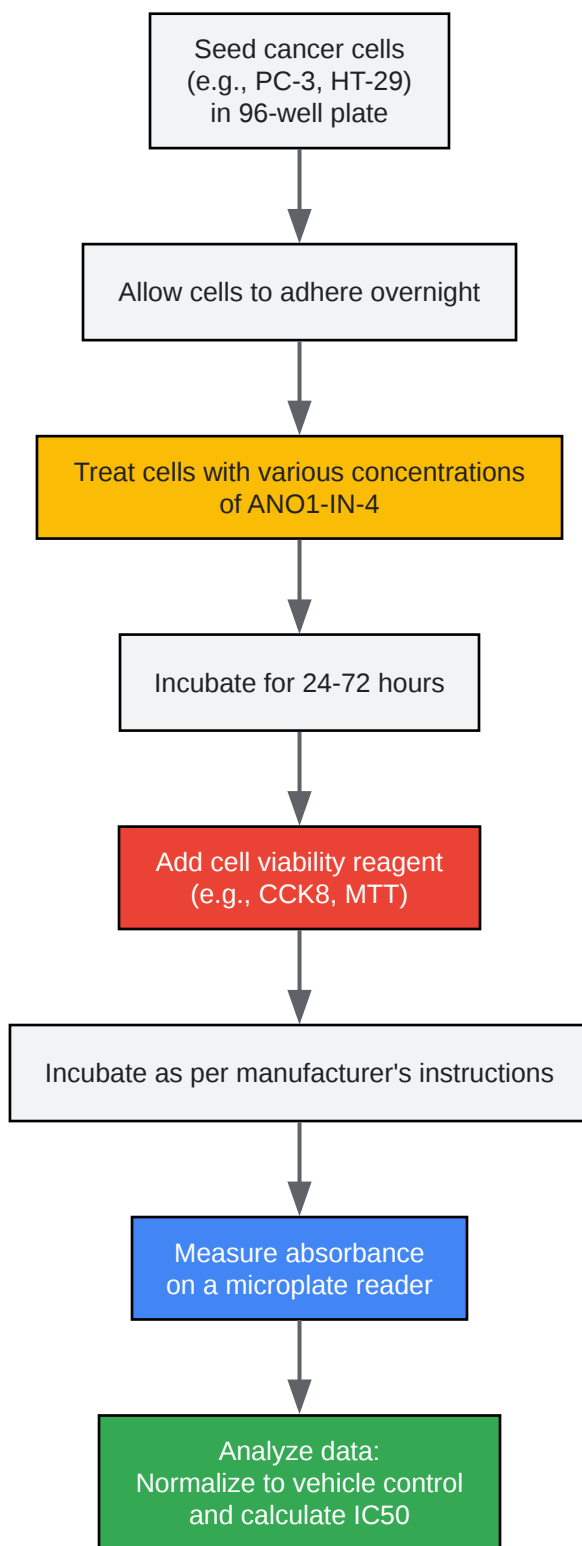 Seed cancer cells
(e.g., PC-3, HT-29)
in 96-well plate
Allow cells to adhere overnight
Treat cells with various concentrations
of ANO1-IN-4
Incubate for 24-72 hours
Add cell viability reagent
(e.g., CCK8, MTT)
Incubate as per manufacturer's instructions
Measure absorbance
on a microplate reader
Analyze data:
Normalize to vehicle control
and calculate IC50